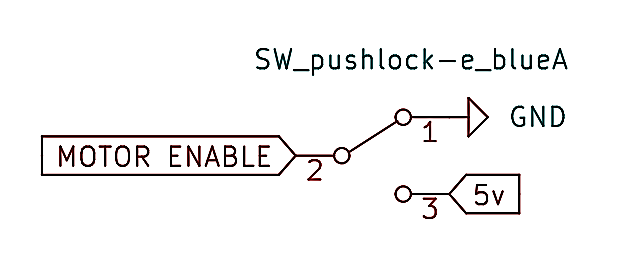 SW_pushlock-e_blueA
1
GND
MOTOR ENABLE
2
3
5v